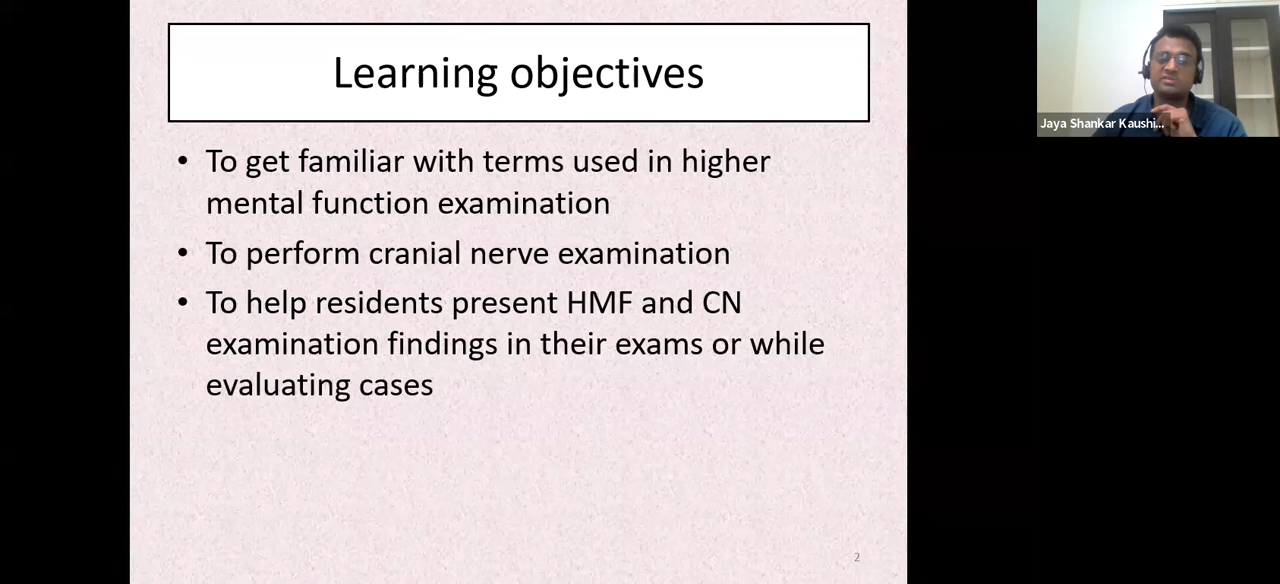 Learning objectives
• To get familiar with terms used in higher
mental function examination
• To perform cranial nerve examination
• To help residents present HMF and CN
examination findings in their exams or while
evaluating cases
2
Jaya Shankar Kaushi...